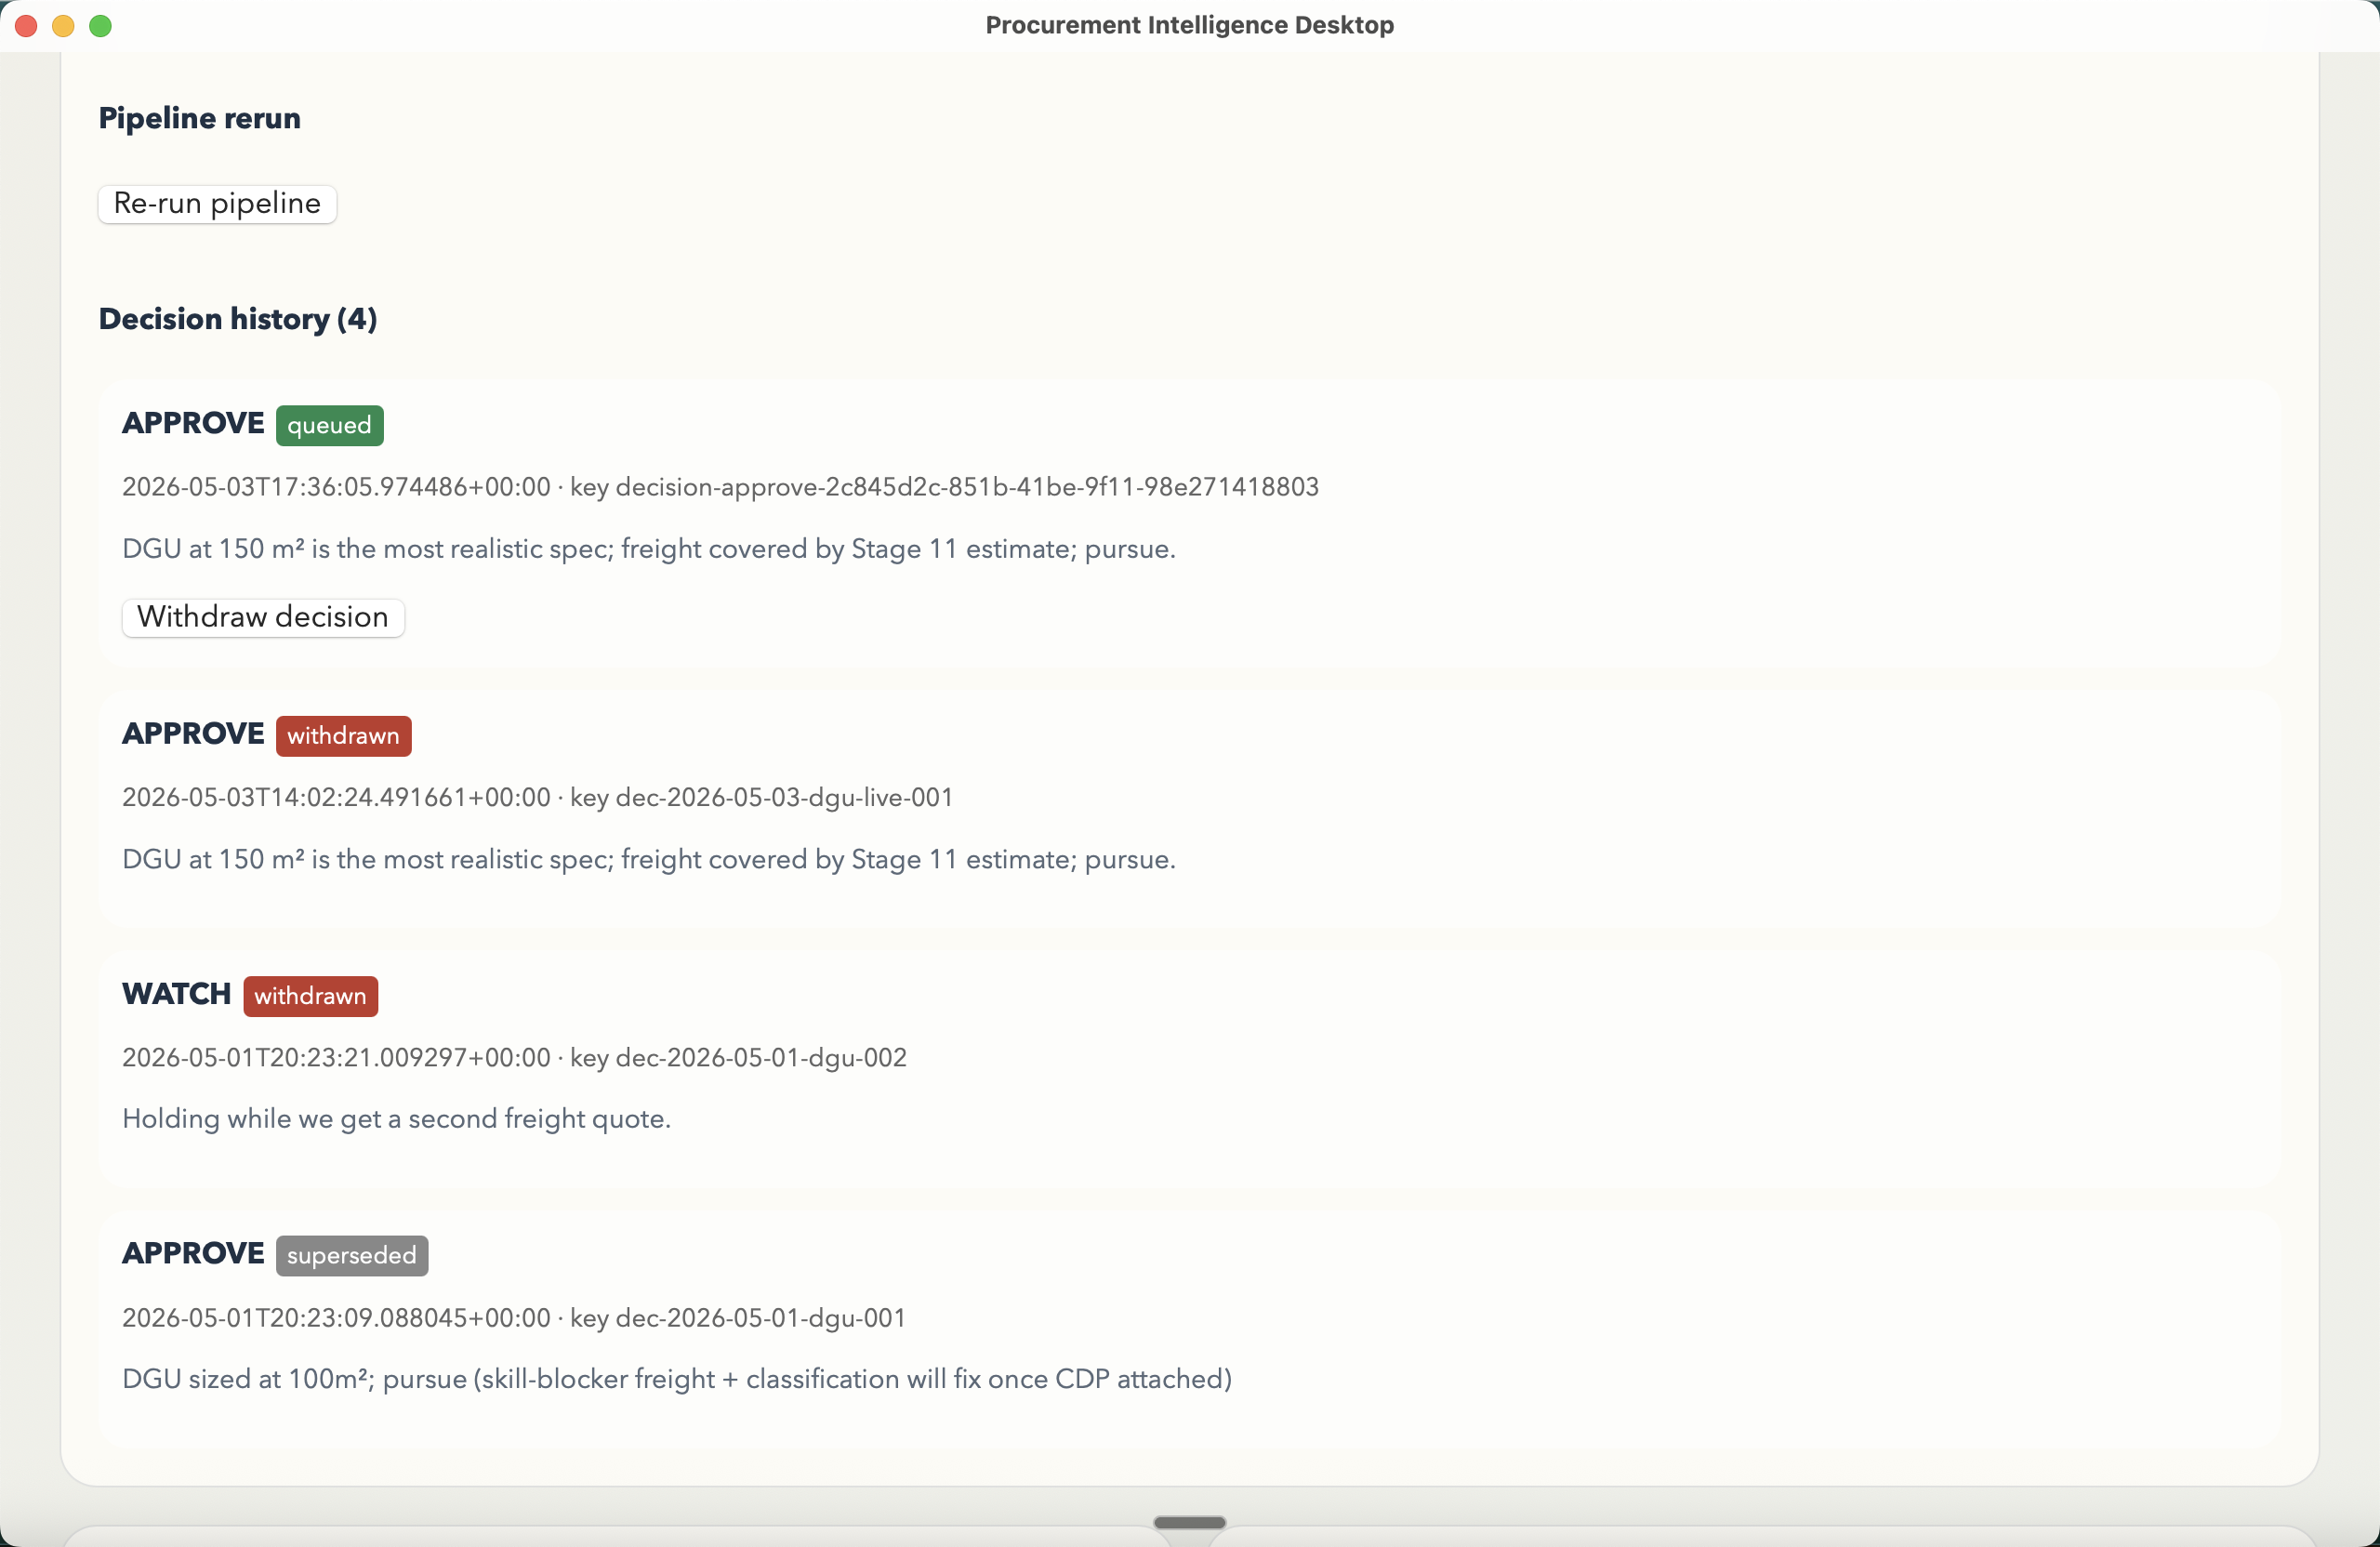 Procurement Intelligence Desktop
Pipeline rerun
Re-run pipeline
Decision history (4)
APPROVE queued
2026-05-03T17:36:05.974486+00:00 · key decision-approve-2c845d2c-851b-41be-9f11-98e271418803
DGU at 150 m² is the most realistic spec; freight covered by Stage 11 estimate; pursue.
Withdraw decision
APPROVE withdrawn
2026-05-03T14:02:24.491661+00:00 · key dec-2026-05-03-dgu-live-001
DGU at 150 m² is the most realistic spec; freight covered by Stage 11 estimate; pursue.
WATCH withdrawn
2026-05-01T20:23:21.009297+00:00 · key dec-2026-05-01-dgu-002
Holding while we get a second freight quote.
APPROVE superseded
2026-05-01T20:23:09.088045+00:00 · key dec-2026-05-01-dgu-001
DGU sized at 100m²; pursue (skill-blocker freight + classification will fix once CDP attached)